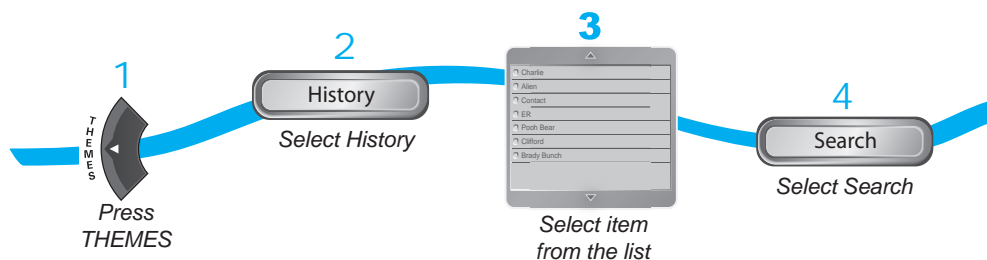 1
THEMES
Press
THEMES
2
History
Select History
3
Charlie
Alien
Contact
ER
Pooh Bear
Clifford
Brady Bunch
Select item
from the list
4
Search
Select Search